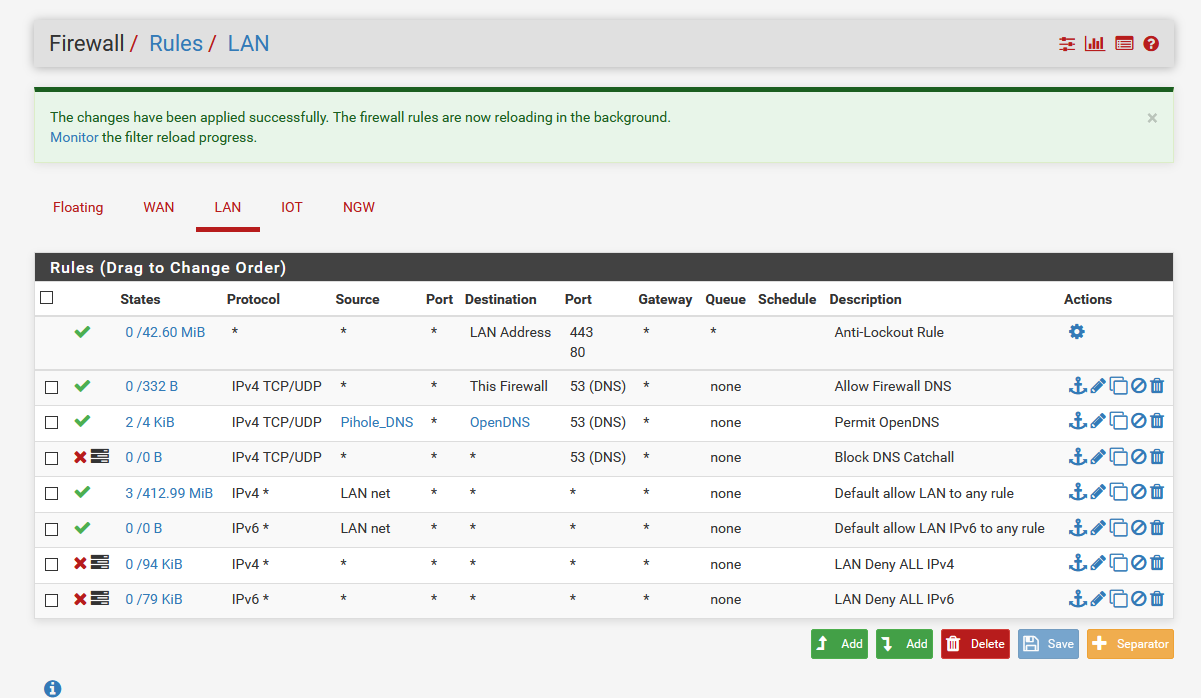 Firewall / Rules / LAN
The changes have been applied successfully. The firewall rules are now reloading in the background.
Monitor the filter reload progress.
×
Floating WAN LAN IOT NGW
Rules (Drag to Change Order)
States Protocol Source Port Destination Port Gateway Queue Schedule Description Actions
0 /42.60 MiB * * * LAN Address 443 * * Anti-Lockout Rule
80
0 /332 B IPv4 TCP/UDP * * This Firewall 53 (DNS) * none Allow Firewall DNS
2 /4 KiB IPv4 TCP/UDP Pihole_DNS * OpenDNS 53 (DNS) * none Permit OpenDNS
0 /0 B IPv4 TCP/UDP * * * 53 (DNS) * none Block DNS Catchall
3 /412.99 MiB IPv4 * LAN net * * * * none Default allow LAN to any rule
0 /0 B IPv6 * LAN net * * * * none Default allow LAN IPv6 to any rule
0 /94 KiB IPv4 * * * * * * none LAN Deny ALL IPv4
0 /79 KiB IPv6 * * * * * * none LAN Deny ALL IPv6
Add Add Delete Save Separator